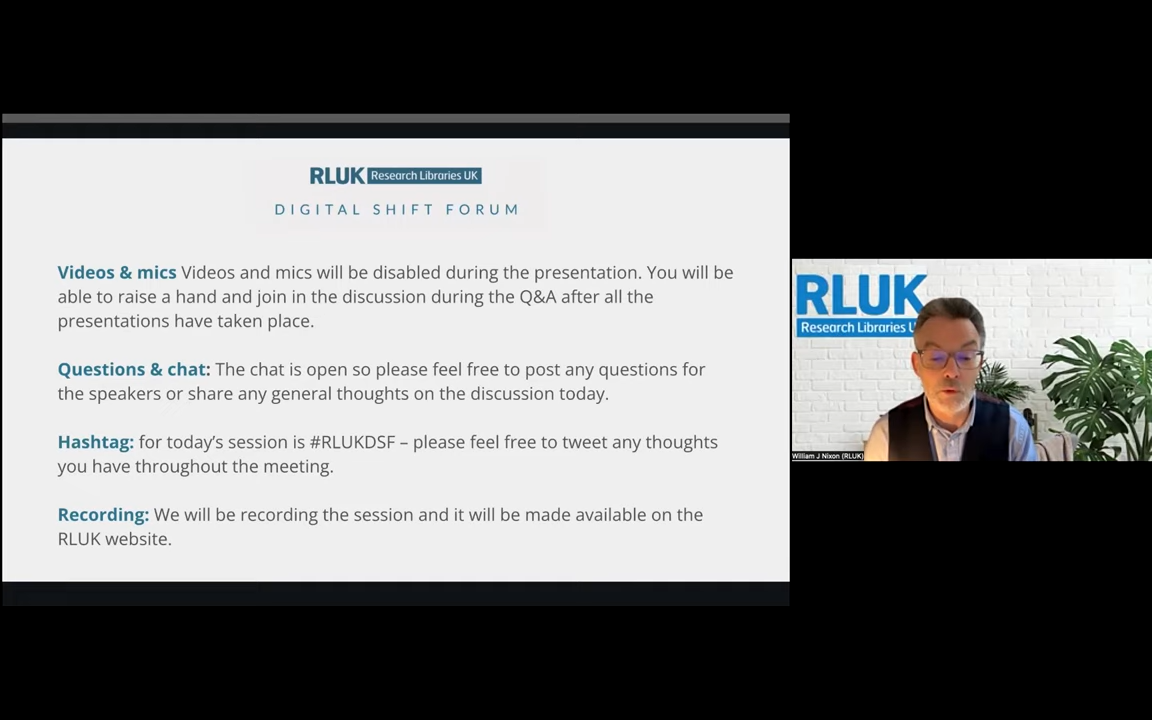 RLUK Research Libraries UK
DIGITAL SHIFT FORUM
Videos & mics Videos and mics will be disabled during the presentation. You will be
able to raise a hand and join in the discussion during the Q&A after all the
presentations have taken place.
Questions & chat: The chat is open so please feel free to post any questions for
the speakers or share any general thoughts on the discussion today.
Hashtag: for today's session is #RLUKDSF – please feel free to tweet any thoughts
you have throughout the meeting.
Recording: We will be recording the session and it will be made available on the
RLUK website.
RLUK
Research Libraries U
William J Nixon (RLUK)